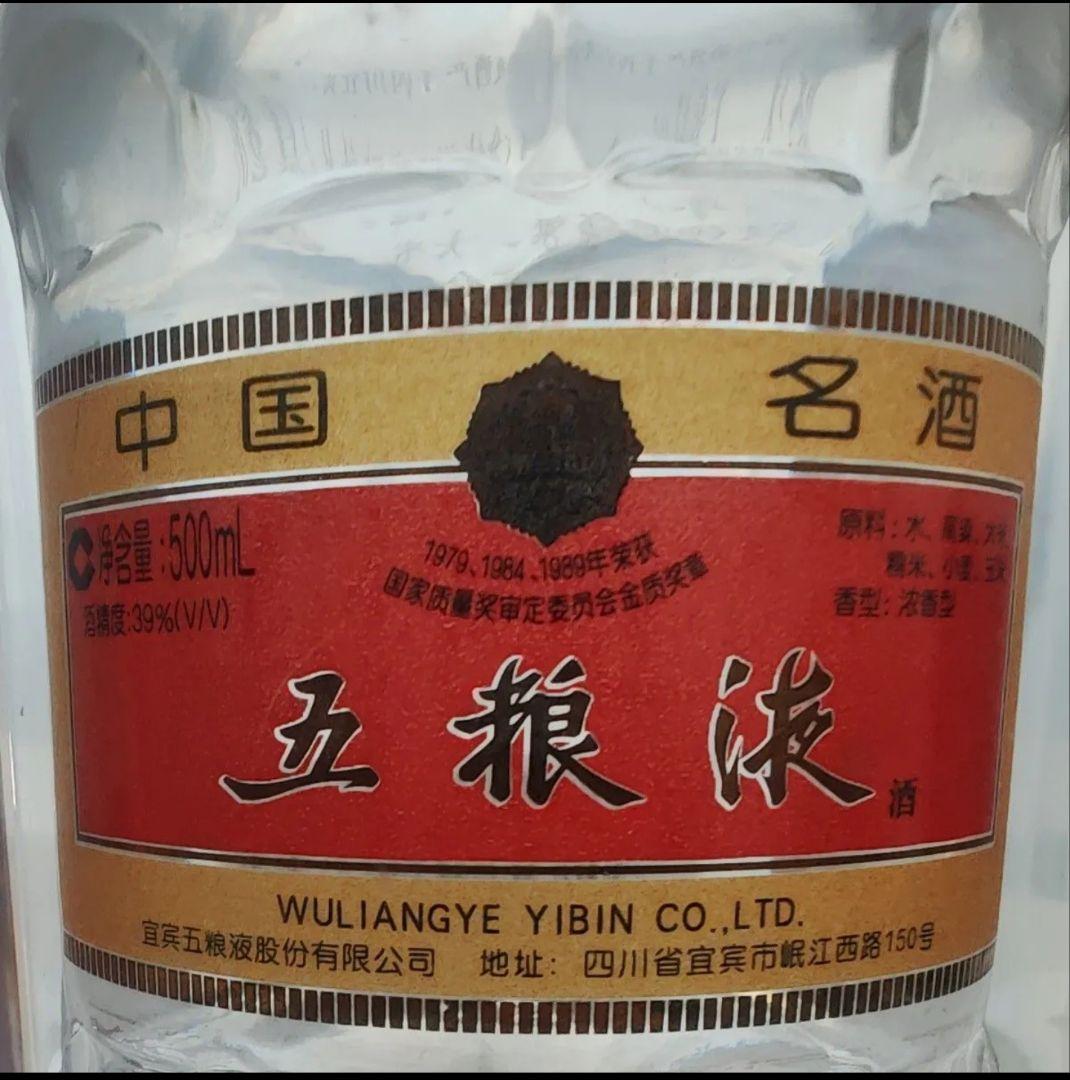 中国 名酒
净含量:500mL
酒精度:39%(V/V)
1979、1984、1989年荣获
国家质量奖审定委员会金质奖章
原料:水、高粱、大米
糯米、小麦、玉米
香型:浓香型
五粮液
酒
WULIANGYE YIBIN CO.,LTD.
宜宾五粮液股份有限公司 地址:四川省宜宾市岷江西路150号